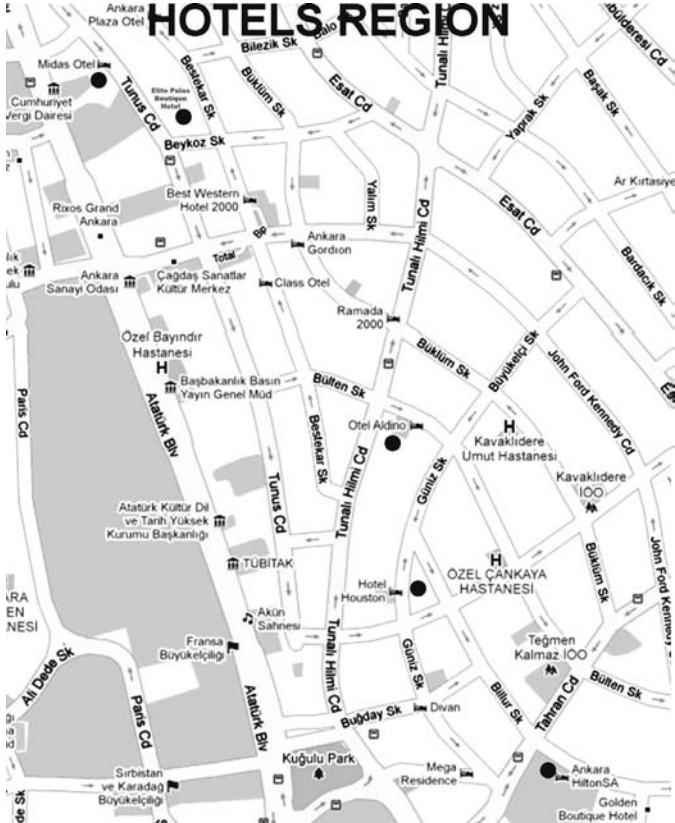 HOTELS REGION
Ankara
Plaza Otel
Bilezik Sk
Balo
Tunalı Hilmi
Bülbülderesi Cd
Midas Otel
Tunus Cd
Elite Palas
Boutique
Hotel
Bestekar Sk
Büklüm Sk
Esat Cd
Başak Sk
Yaprak Sk
Cumhuriyet
Vergi Dairesi
Beykoz Sk
Best Western
Hotel 2000
Yalım Sk
Ar Kırtasiye
Rixos Grand
Ankara
Total
BP
Ankara
Gordion
Tunalı Hilmi Cd
Esat Cd
Bardacık Sk
Ankara
Sanayi Odası
Çağdaş Sanatlar
Kültür Merkez
Class Otel
Ramada
2000
Özel Bayındır
Hastanesi
H
Büklüm Sk
Büyükelçi Sk
John Ford Kennedy Cd
Başbakanlık Basın
Yayın Genel Müd
Bülten Sk
Paris Cd
Atatürk Blv
Bestekar Sk
Otel Aldino
H
Kavaklıdere
Umut Hastanesi
Tunus Cd
Tunalı Hilmi Cd
Güniz Sk
Kavaklıdere
İÖO
Atatürk Kültür Dil
ve Tarih Yüksek
Kurumu Başkanlığı
TÜBİTAK
H
ÖZEL ÇANKAYA
HASTANESİ
Büklüm Sk
John Ford Kennedy
Hotel
Houston
Akün
Sahnesi
Fransa
Büyükelçiliği
Tunalı Hilmi Cd
Güniz Sk
Teğmen
Kalmaz İÖO
Ali Dede Sk
Paris Cd
Atatürk Blv
Billur Sk
Tahran Cd
Bülten Sk
Buğday Sk
Divan
Kuğulu Park
Mega
Residence
Ankara
HiltonSA
Sırbistan
ve Karadağ
Büyükelçiliği
Golden
Boutique Hotel